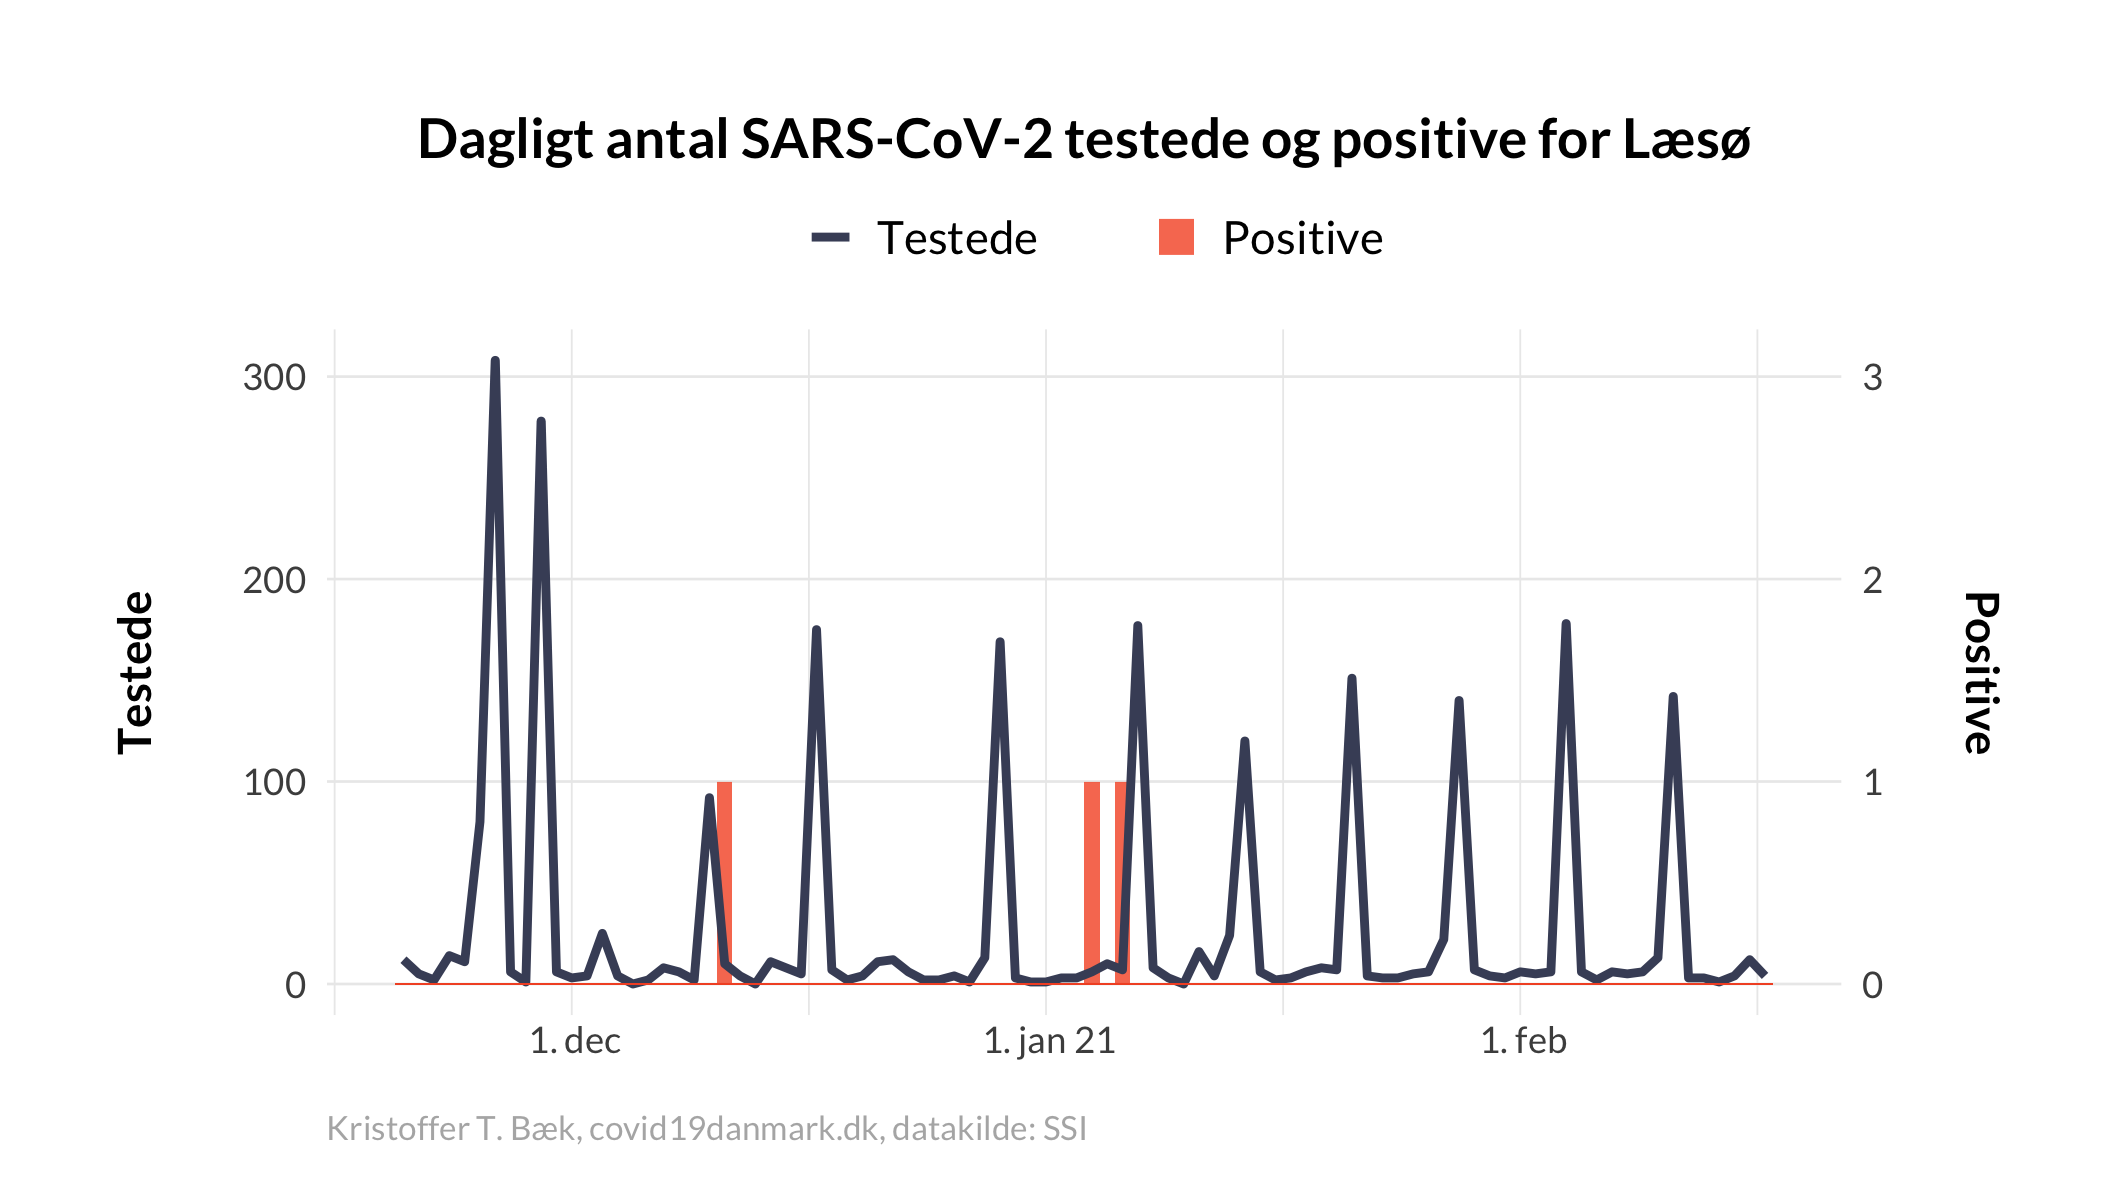 Dagligt antal SARS-CoV-2 testede og positive for Læsø
Testede
Positive
300
200
100
0
3
2
1
0
Testede
Positive
1. dec
1. jan 21
1. feb
Kristoffer T. Bæk, covid19danmark.dk, datakilde: SSI